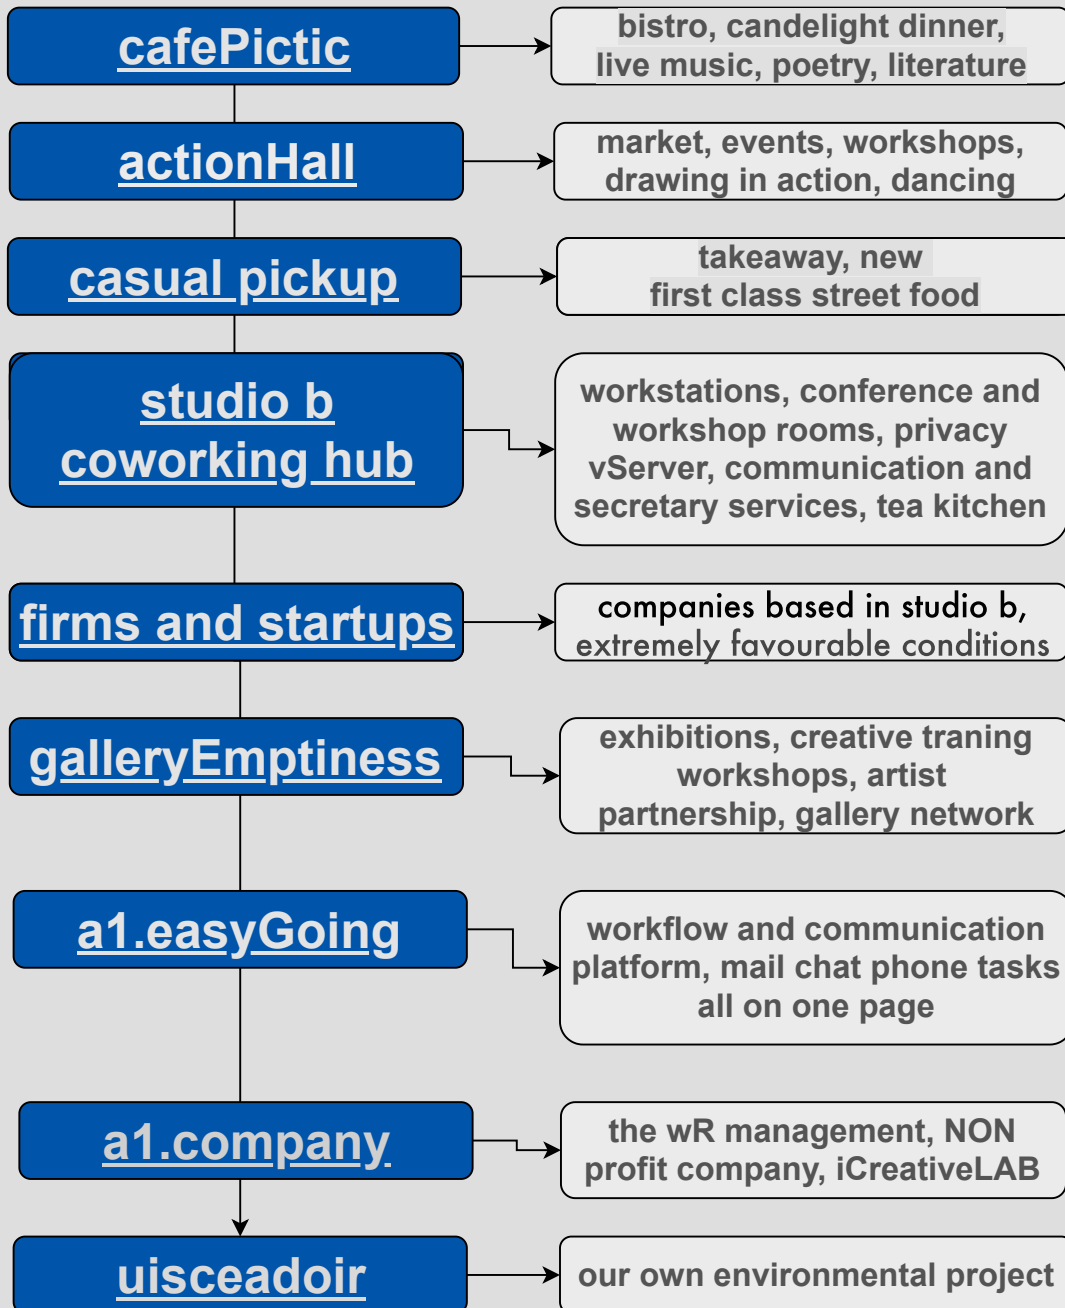 cafePictic
bistro, candelight dinner,
live music, poetry, literature
actionHall
market, events, workshops,
drawing in action, dancing
casual pickup
takeaway, new
first class street food
studio b
coworking hub
workstations, conference and
workshop rooms, privacy
vServer, communication and
secretary services, tea kitchen
firms and startups
companies based in studio b,
extremely favourable conditions
galleryEmptiness
exhibitions, creative traning
workshops, artist
partnership, gallery network
a1.easyGoing
workflow and communication
platform, mail chat phone tasks
all on one page
a1.company
the wR management, NON
profit company, iCreativeLAB
uisceadoir
our own environmental project